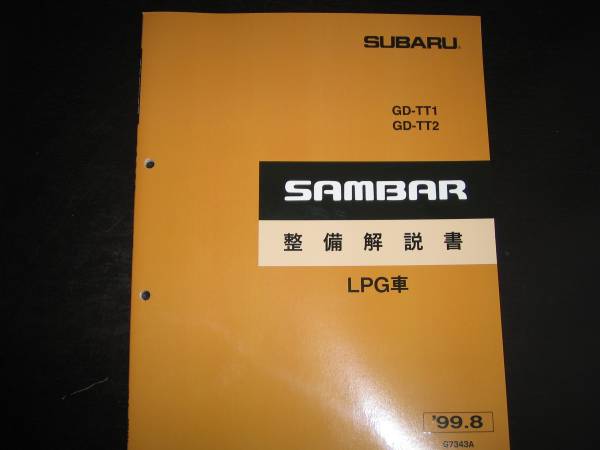 SUBARU
GD-TT1
GD-TT2
SAMBAR
整備解説書
LPG車
'99.8
G7343A